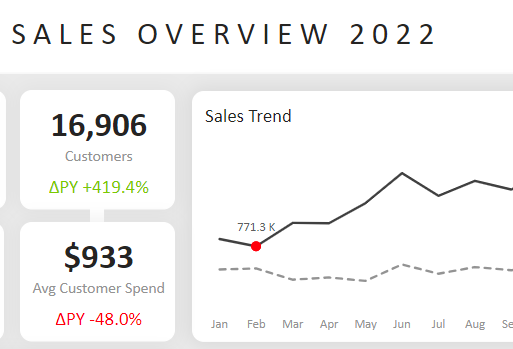 SALES OVERVIEW 2022
16,906
Customers
ΔPY +419.4%
$933
Avg Customer Spend
ΔPY -48.0%
Sales Trend
771.3 K
Jan Feb Mar Apr May Jun Jul Aug Se